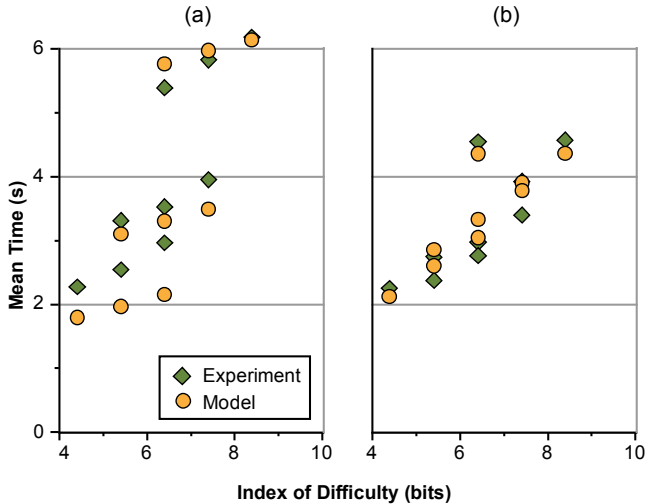 (a) (b)
6
4
2
0
Mean Time (s)
Experiment
Model
4 6 8 10 4 6 8 10
Index of Difficulty (bits)